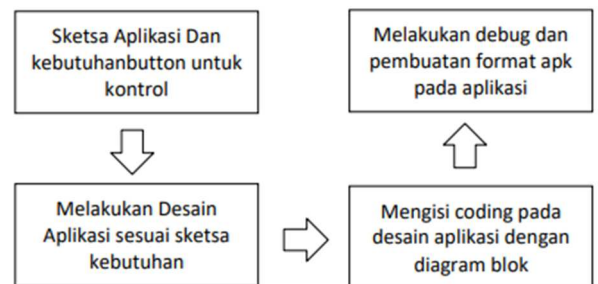 Sketsa Aplikasi Dan
kebutuhanbutton untuk
kontrol
Melakukan Desain
Aplikasi sesuai sketsa
kebutuhan
Mengisi coding pada
desain aplikasi dengan
diagram blok
Melakukan debug dan
pembuatan format apk
pada aplikasi